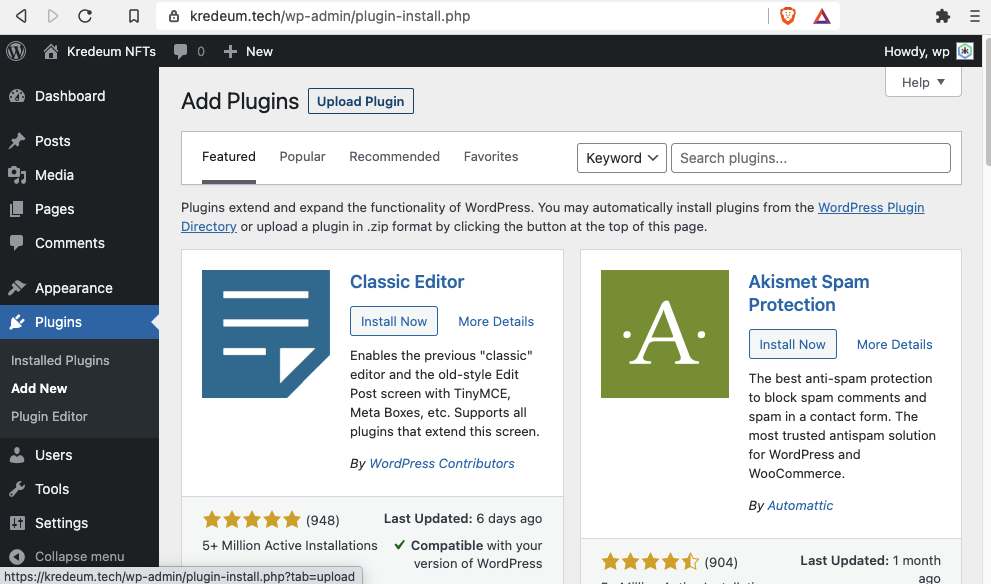 kredeum.tech/wp-admin/plugin-install.php
Kredeum NFTs 0 New Howdy, wp
Help
Dashboard
Posts
Media
Pages
Comments
Appearance
Plugins
Installed Plugins
Add New
Plugin Editor
Users
Tools
Settings
Collapse menu
Add Plugins Upload Plugin
Featured Popular Recommended Favorites Keyword Search plugins...
Plugins extend and expand the functionality of WordPress. You may automatically install plugins from the WordPress Plugin
Directory or upload a plugin in .zip format by clicking the button at the top of this page.
Classic Editor
Install Now More Details
Enables the previous "classic"
editor and the old-style Edit
Post screen with TinyMCE,
Meta Boxes, etc. Supports all
plugins that extend this screen.
By WordPress Contributors
(948)
5+ Million Active Installations
Last Updated: 6 days ago
Compatible with your
version of WordPress
A
Akismet Spam
Protection
Install Now More Details
The best anti-spam protection
to block spam comments and
spam in a contact form. The
most trusted antispam solution
for WordPress and
WooCommerce.
By Automattic
(904)
Last Updated: 1 month
ago
https://kredeum.tech/wp-admin/plugin-install.php?tab=upload